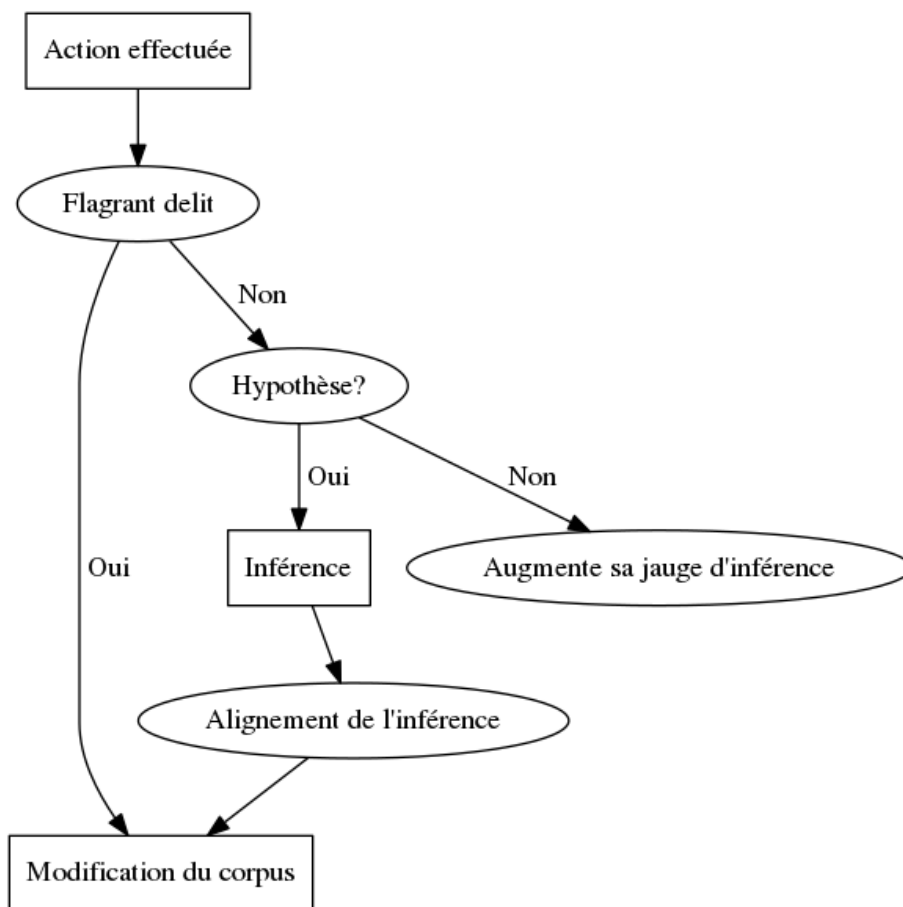 Action effectuée
Flagrant delit
Non
Hypothèse?
Oui
Non
Oui
Inférence
Augmente sa jauge d'inférence
Alignement de l'inférence
Modification du corpus